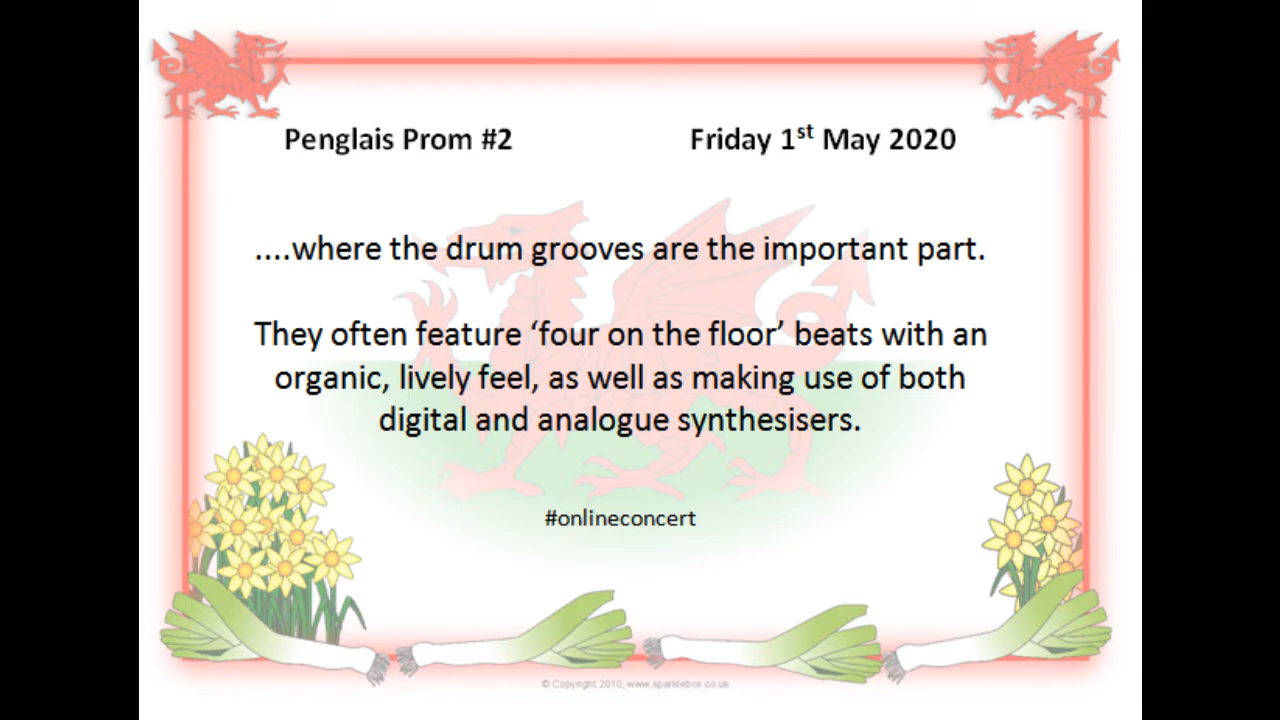 Penglais Prom #2 Friday 1st May 2020
....where the drum grooves are the important part.
They often feature ‘four on the floor’ beats with an
organic, lively feel, as well as making use of both
digital and analogue synthesisers.
#onlineconcert
© Copyright 2010, www.sparklebox.co.uk